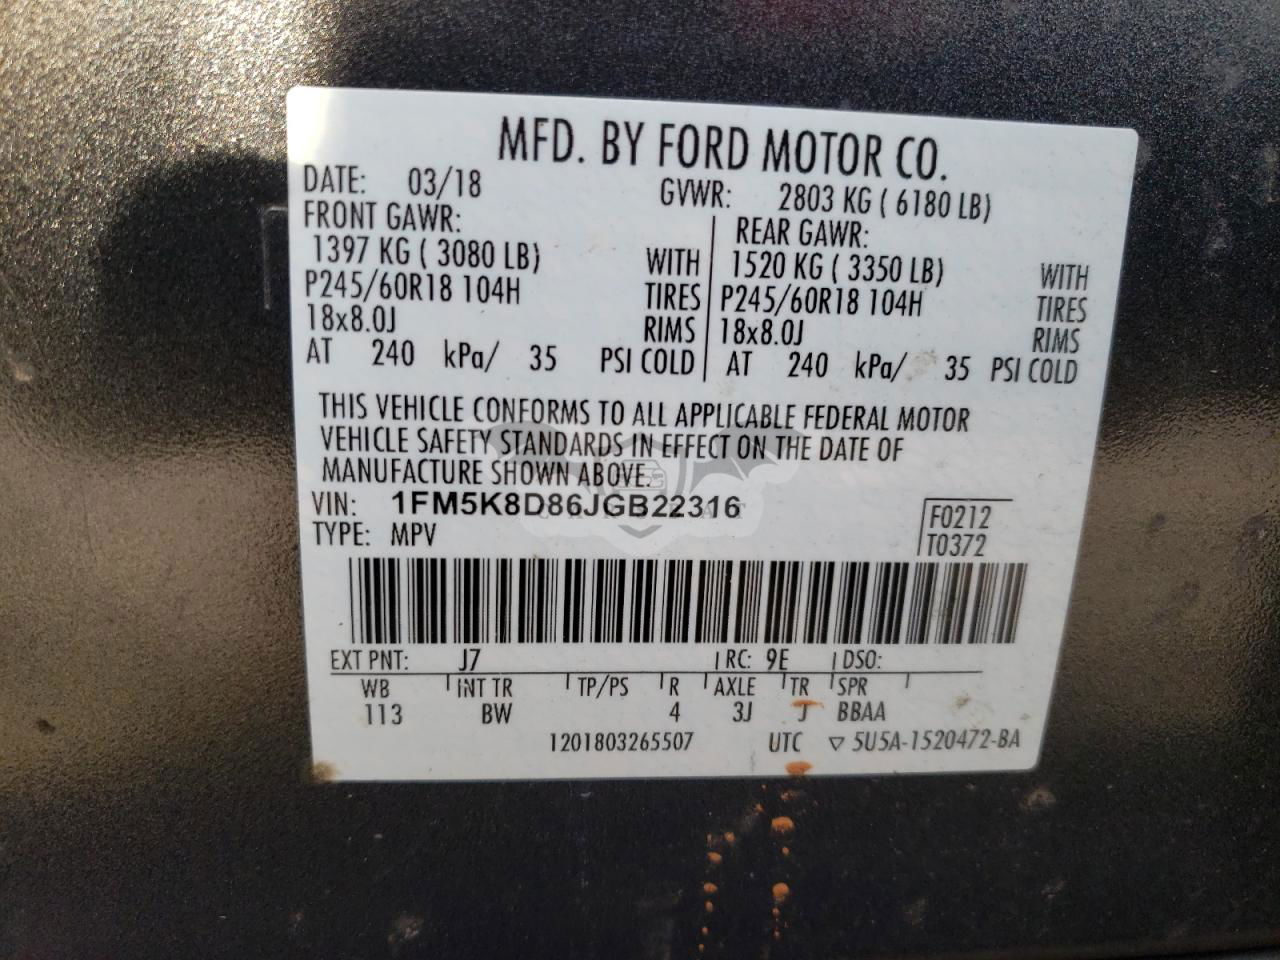 MFD. BY FORD MOTOR CO.
DATE: 03/18 GVWR: 2803 KG ( 6180 LB)
FRONT GAWR: REAR GAWR:
1397 KG ( 3080 LB) WITH 1520 KG ( 3350 LB) WITH
P245/60R18 104H TIRES P245/60R18 104H TIRES
18x8.0J RIMS 18x8.0J RIMS
AT 240 kPa/ 35 PSI COLD AT 240 kPa/ 35 PSI COLD
THIS VEHICLE CONFORMS TO ALL APPLICABLE FEDERAL MOTOR
VEHICLE SAFETY STANDARDS IN EFFECT ON THE DATE OF
MANUFACTURE SHOWN ABOVE.
VIN: 1FM5K8D86JGB22316
TYPE: MPV
F0212
T0372
EXT PNT: J7 RC: 9E DSO:
WB INT TR TP/PS R AXLE TR SPR
113 BW 4 3J J BBAA
1201803265507 UTC ▽ 5U5A-1520472-BA